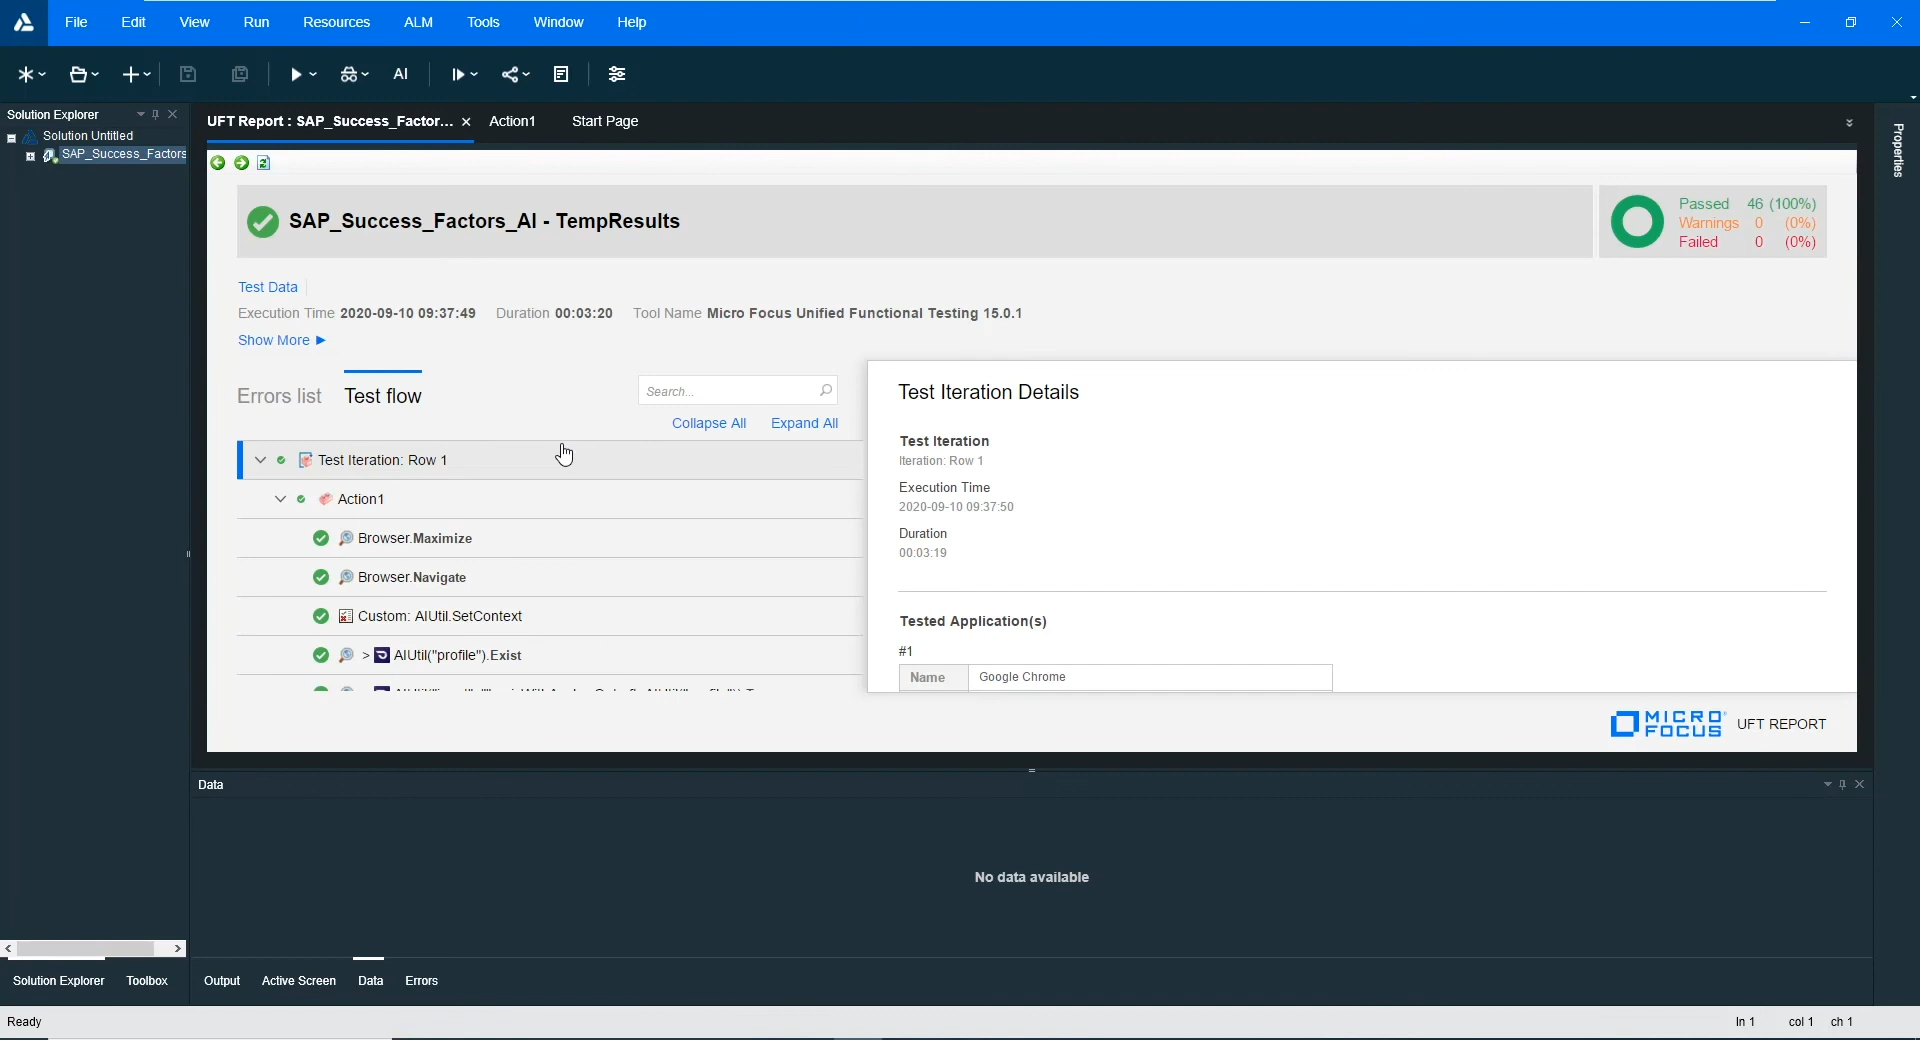 File Edit View Run Resources ALM Tools Window Help
AI
Solution Explorer
Solution Untitled
SAP_Success_Factors
UFT Report : SAP_Success_Factor... Action1 Start Page
Properties
SAP_Success_Factors_AI - TempResults
Passed 46 (100%)
Warnings 0 (0%)
Failed 0 (0%)
Test Data
Execution Time 2020-09-10 09:37:49 Duration 00:03:20 Tool Name Micro Focus Unified Functional Testing 15.0.1
Show More
Errors list Test flow
Search...
Collapse All Expand All
Test Iteration: Row 1
Action1
Browser.Maximize
Browser.Navigate
Custom: AIUtil.SetContext
> AIUtil("profile").Exist
Test Iteration Details
Test Iteration
Iteration: Row 1
Execution Time
2020-09-10 09:37:50
Duration
00:03:19
Tested Application(s)
#1
Name Google Chrome
MICRO
FOCUS
UFT REPORT
Data
No data available
Solution Explorer Toolbox Output Active Screen Data Errors
Ready ln 1 col 1 ch 1